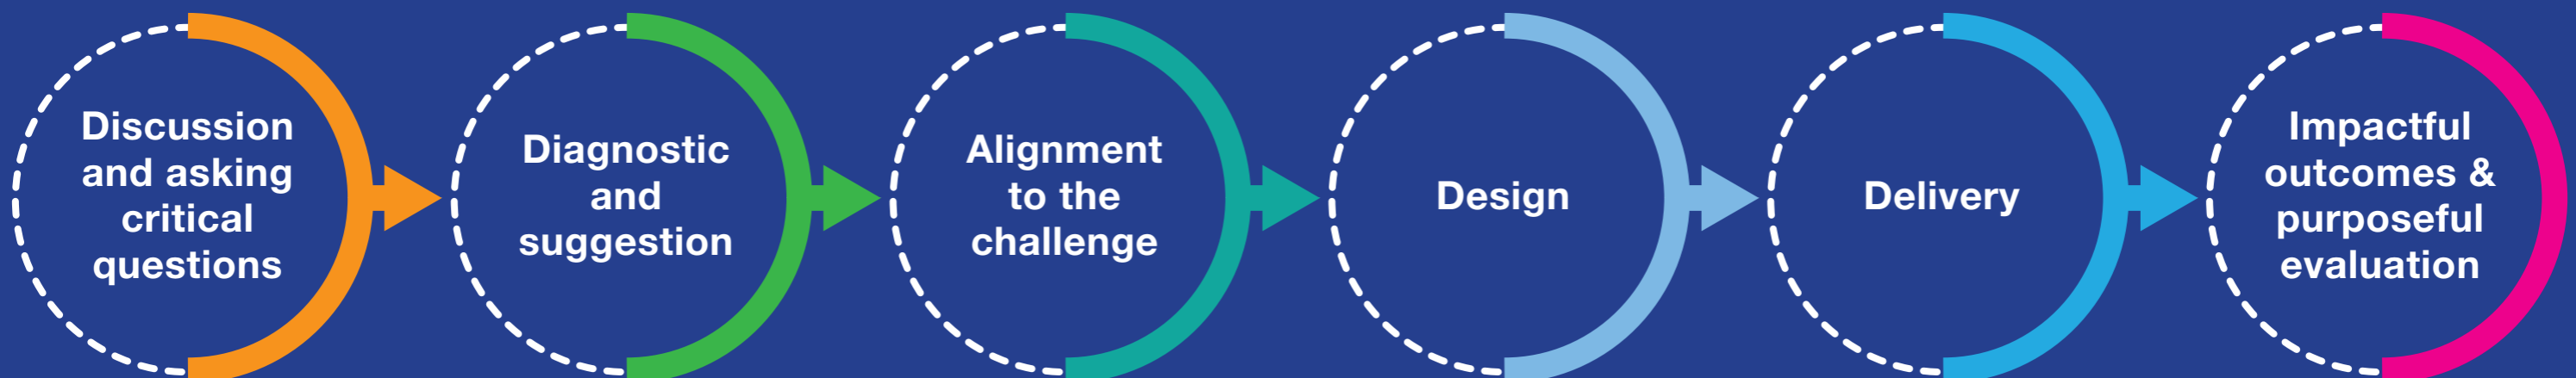 Discussion
and asking
critical
questions
Diagnostic
and
suggestion
Alignment
to the
challenge
Design
Delivery
Impactful
outcomes &
purposeful
evaluation